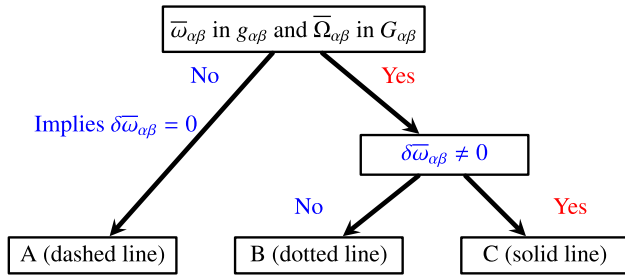 ω̅αβ in gαβ and Ω̅αβ in Gαβ
No
Yes
Implies δω̅αβ = 0
δω̅αβ ≠ 0
No
Yes
A (dashed line)
B (dotted line)
C (solid line)